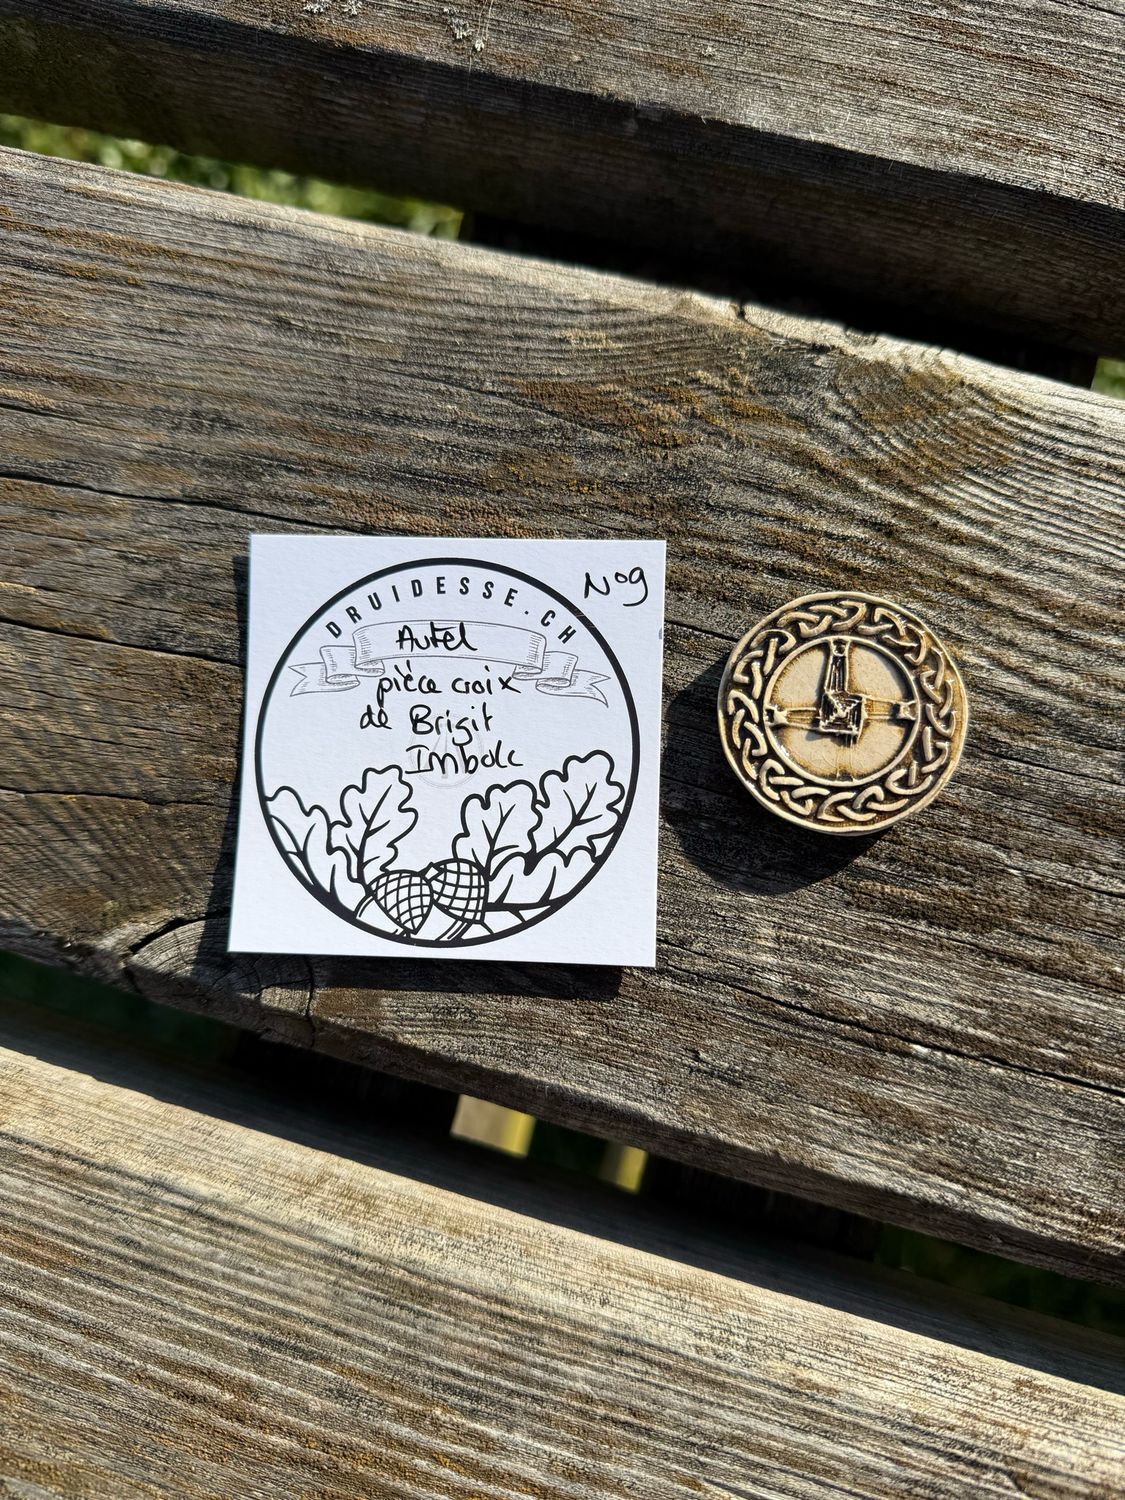 DRUIDESSE.CH
N°9
Autel
pièce croix
de Brigit
Imbolc